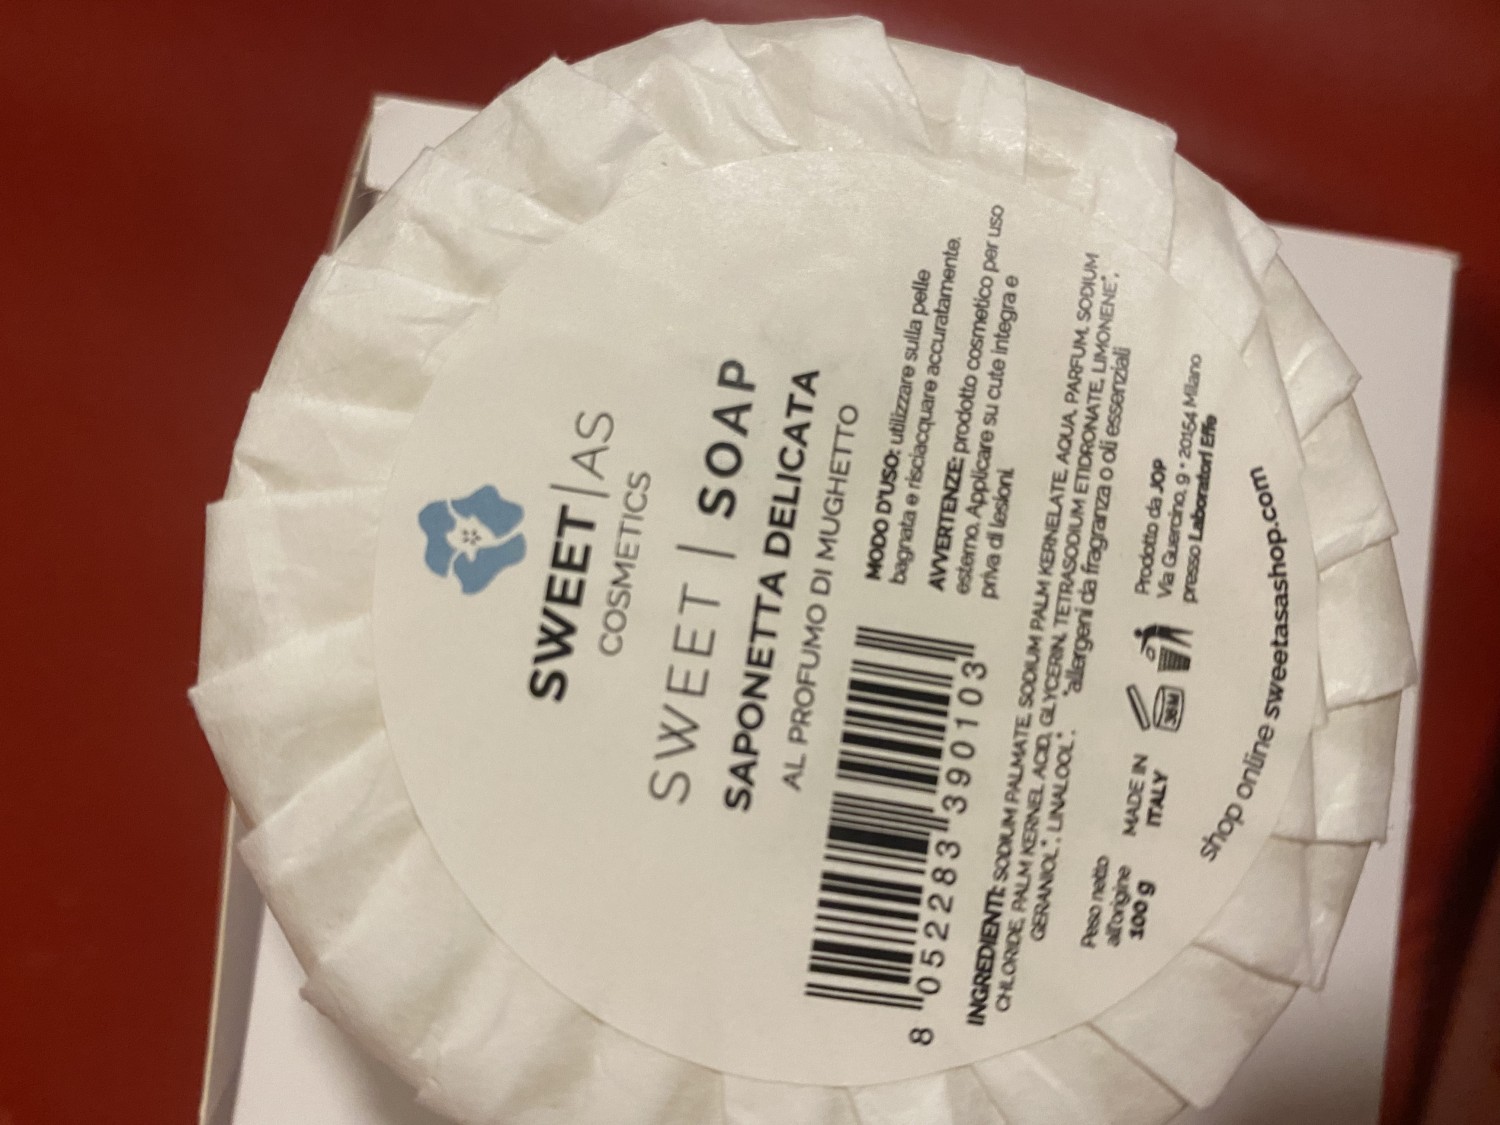 SWEET|AS
COSMETICS
SWEET | SOAP
SAPONETTA DELICATA
AL PROFUMO DI MUGHETTO
MODO D'USO: utilizzare sulla pelle
bagnata e risciacquare accuratamente.
AVVERTENZE: prodotto cosmetico per uso
esterno. Applicare su cute integra e
priva di lesioni.
8 052283 390103
INGREDIENTI: SODIUM PALMATE, SODIUM PALM KERNELATE, AQUA, PARFUM, SODIUM
CHLORIDE, PALM KERNEL ACID, GLYCERIN, TETRASODIUM ETIDRONATE, LIMONENE*,
GERANIOL*, LINALOOL*. *allergeni da fragranza o oli essenziali
Peso netto
all'origine
100 g
MADE IN
ITALY
36M
Prodotto da JOP
Via Guercino, 9 • 20154 Milano
presso Laboratori Effe
shop online sweetasshop.com